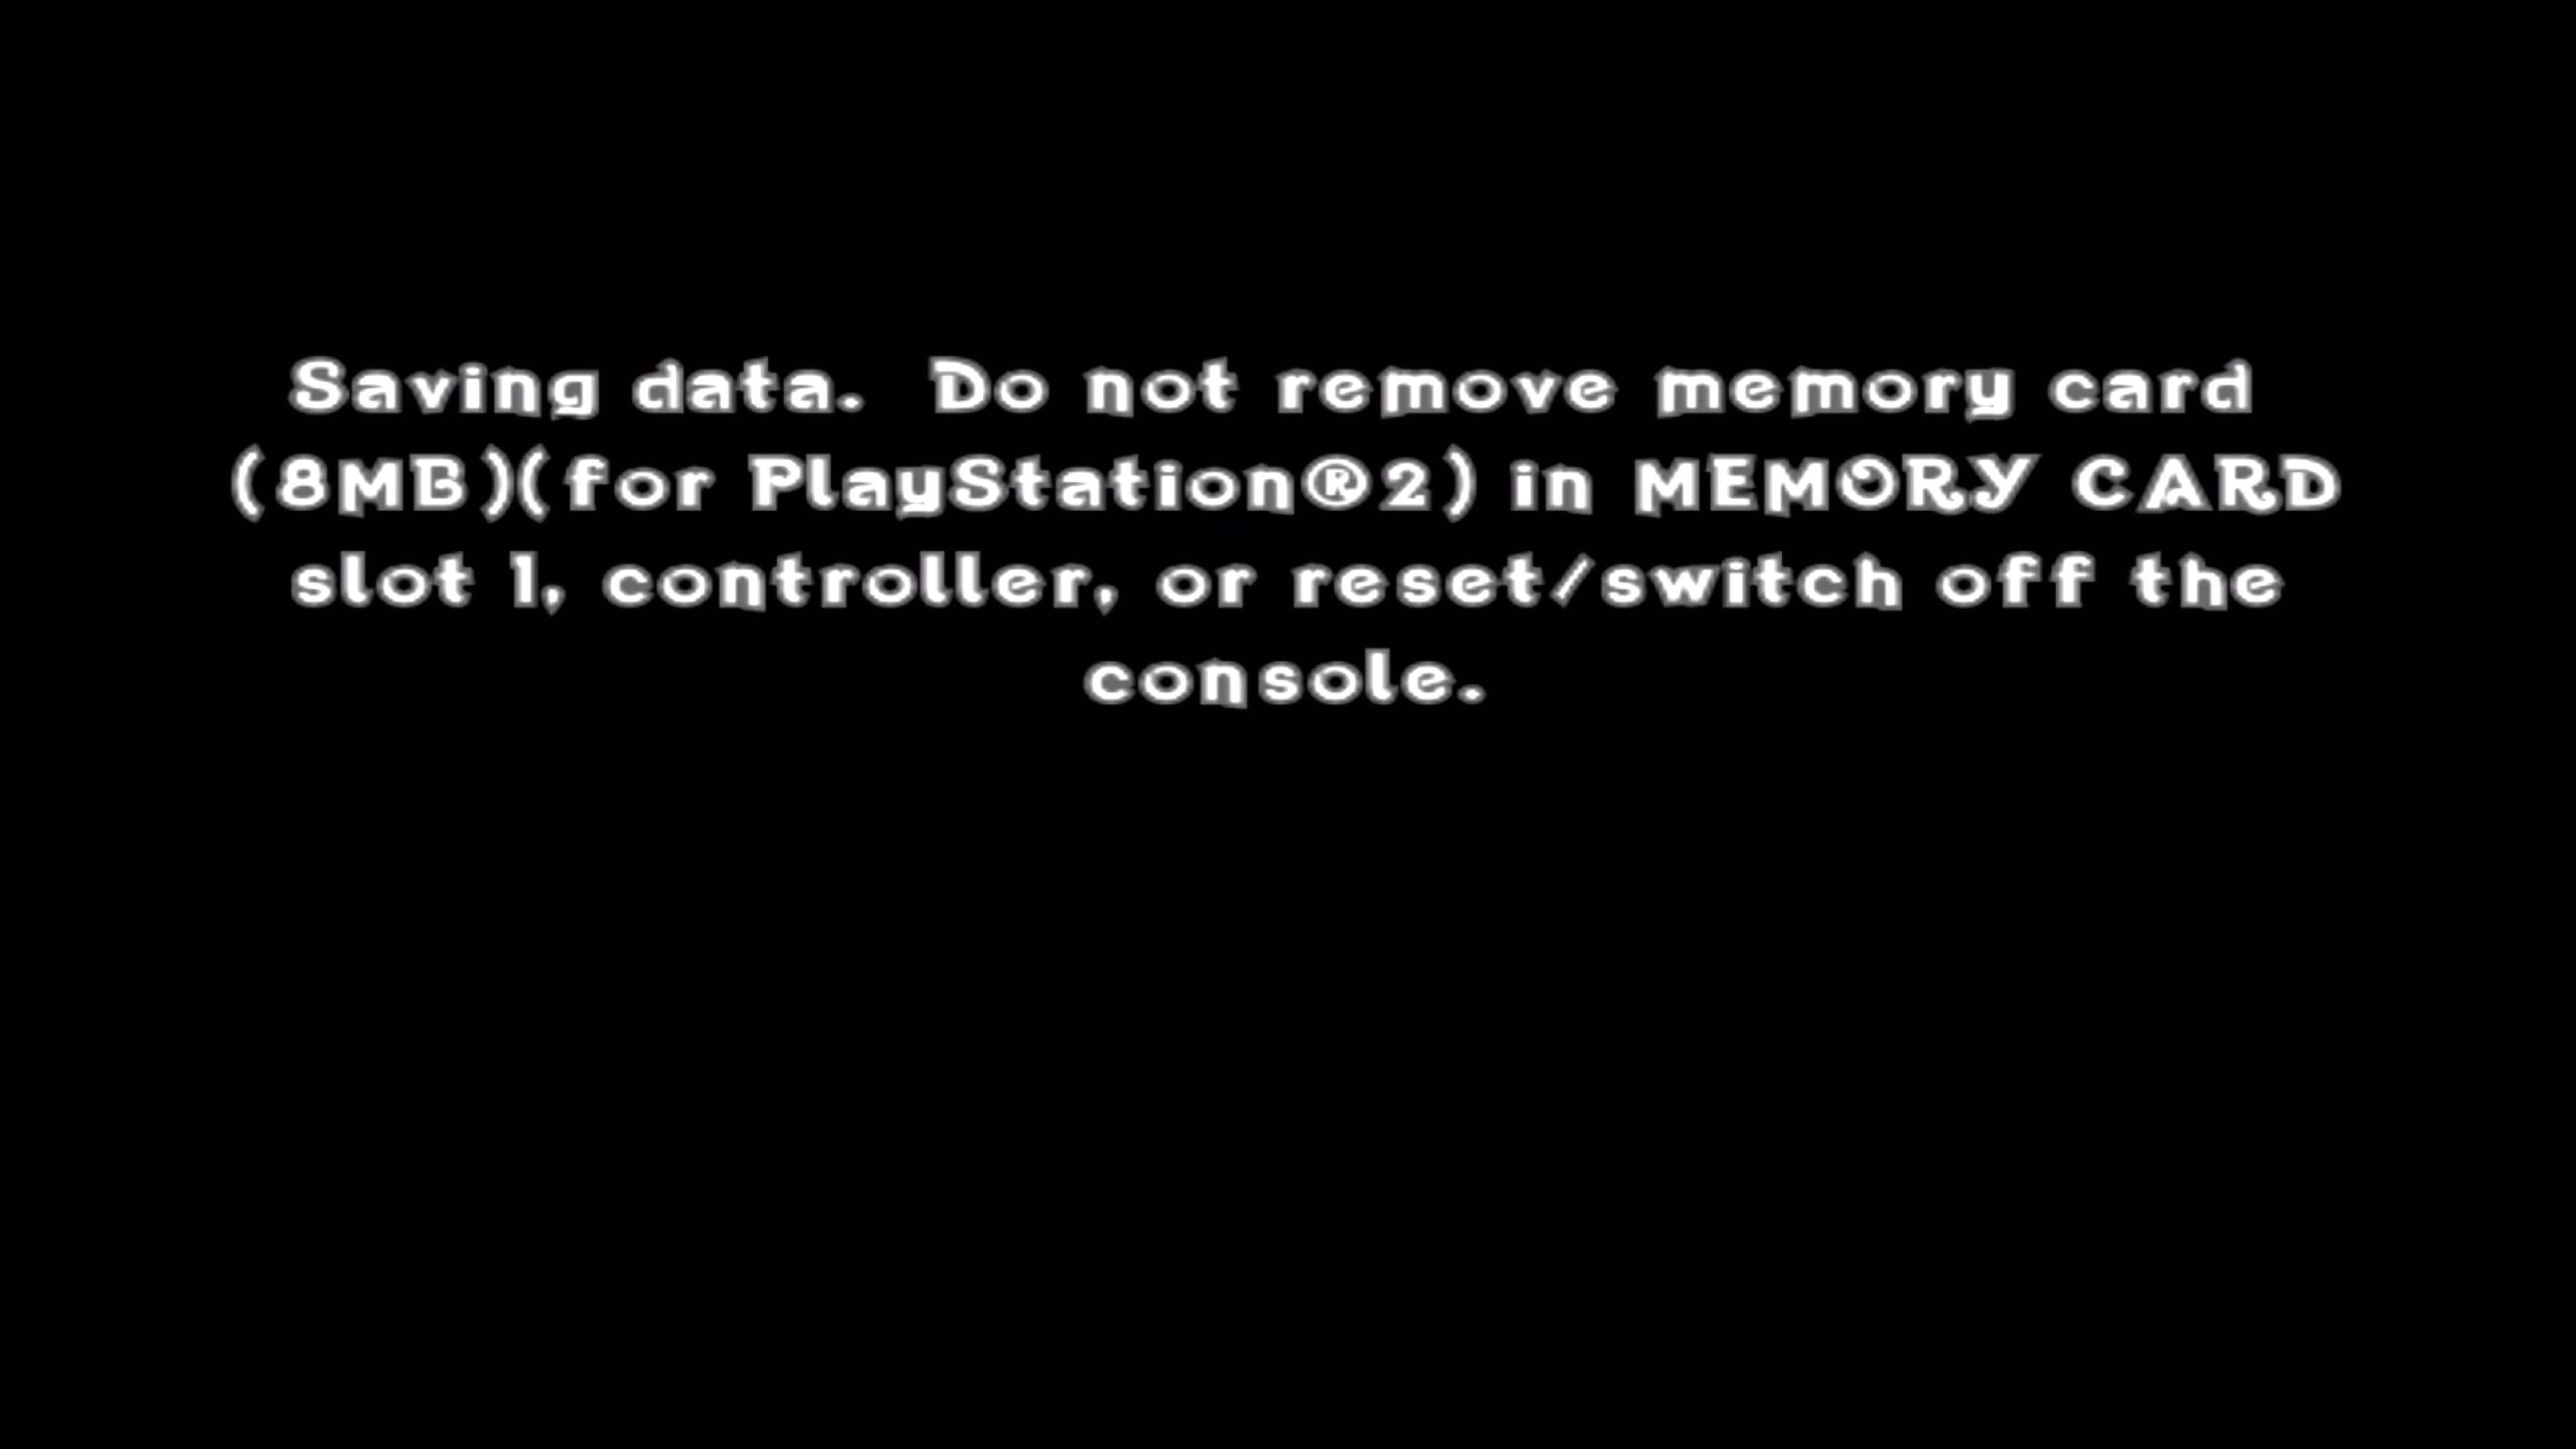 Saving data.  Do not remove memory card
(8MB)(for PlayStation®2) in MEMORY CARD
slot 1, controller, or reset/switch off the
console.